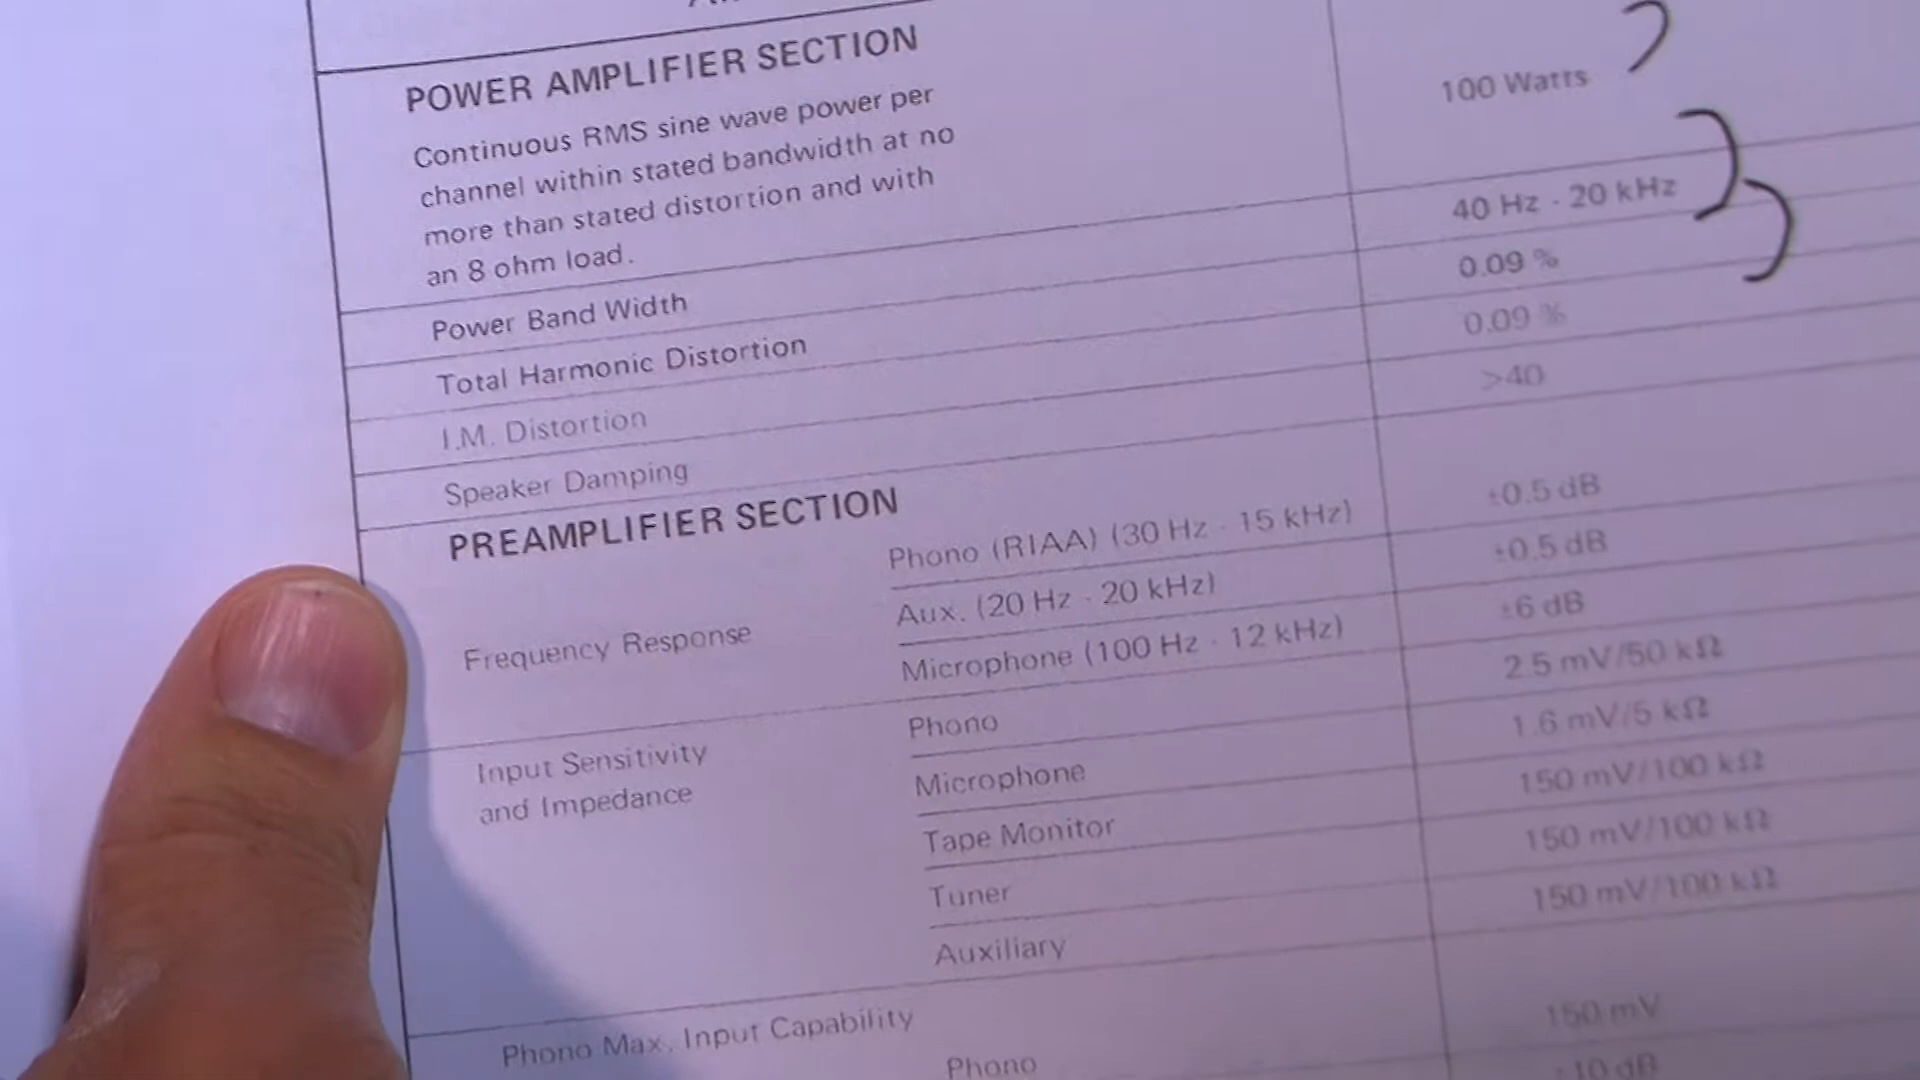 POWER AMPLIFIER SECTION
Continuous RMS sine wave power per
channel within stated bandwidth at no
more than stated distortion and with
an 8 ohm load.
100 Watts
Power Band Width
40 Hz - 20 kHz
Total Harmonic Distortion
0.09 %
I.M. Distortion
0.09 %
Speaker Damping
>40
PREAMPLIFIER SECTION
Frequency Response
Phono (RIAA) (30 Hz - 15 kHz)
±0.5 dB
Aux. (20 Hz - 20 kHz)
±0.5 dB
Microphone (100 Hz - 12 kHz)
±6 dB
Input Sensitivity
and Impedance
Phono
2.5 mV/50 kΩ
Microphone
1.6 mV/5 kΩ
Tape Monitor
150 mV/100 kΩ
Tuner
150 mV/100 kΩ
Auxiliary
150 mV/100 kΩ
Phono Max. Input Capability
150 mV
Phono
10 dB